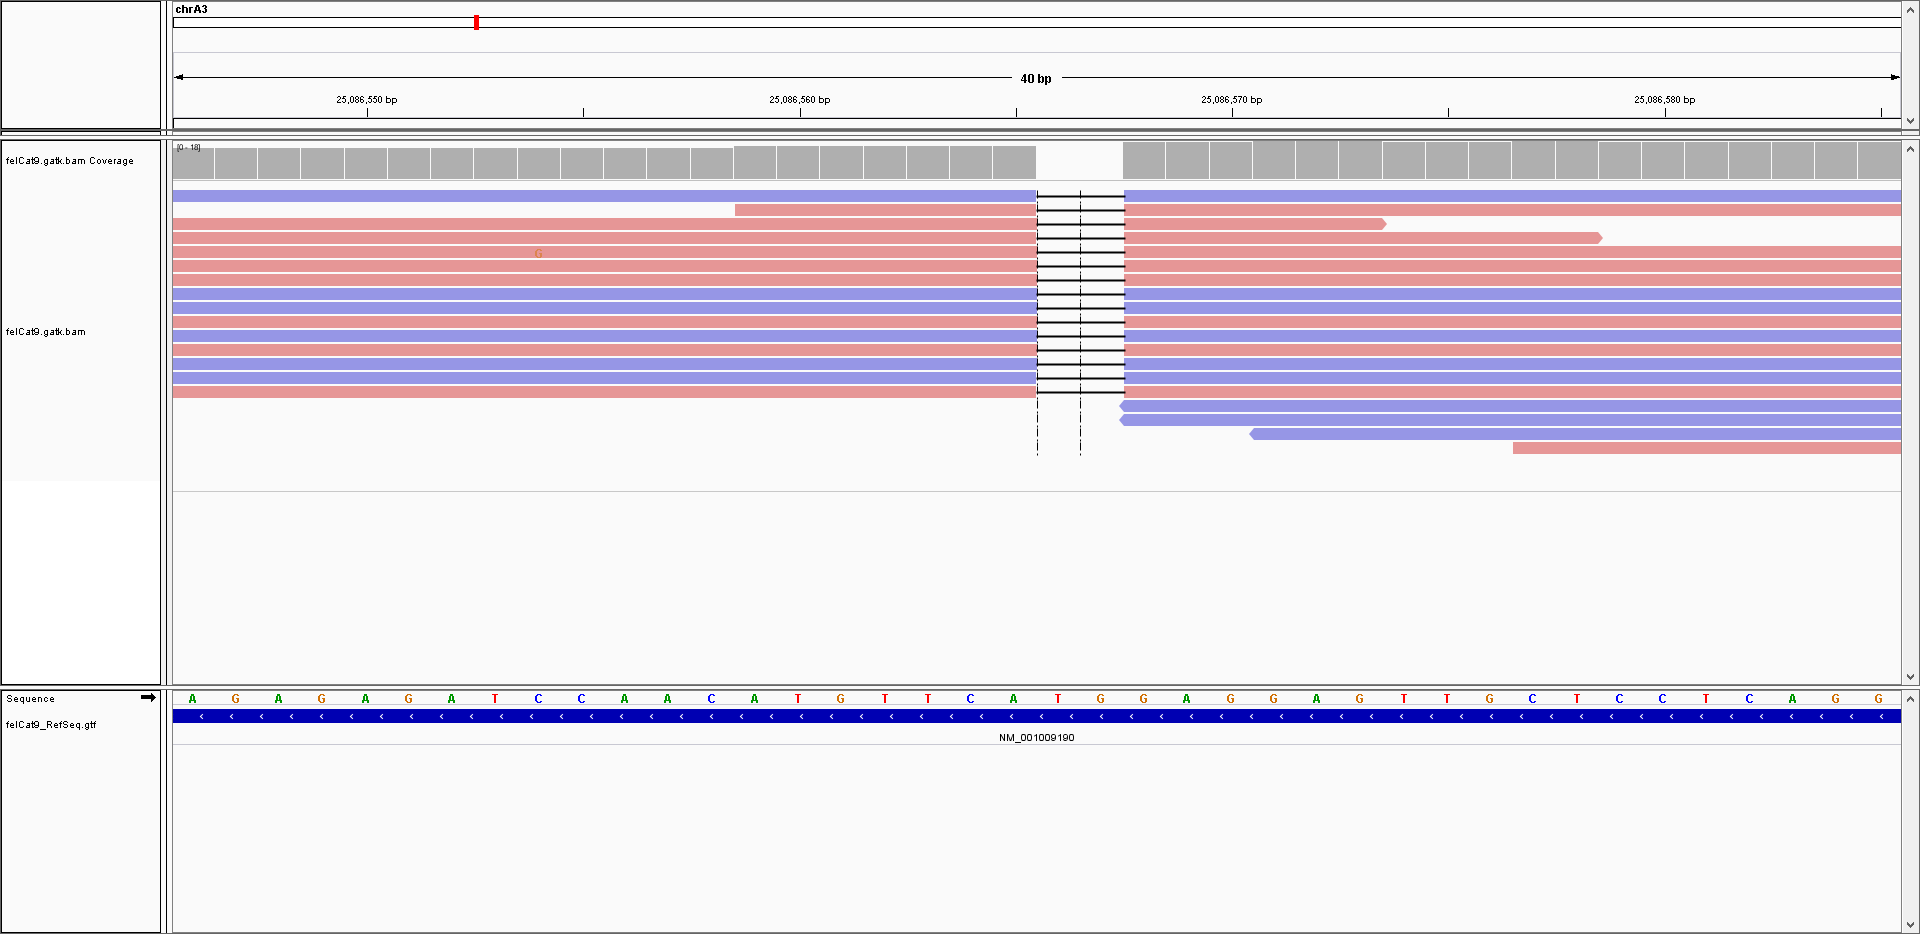 chrA3
40 bp
25,086,550 bp 25,086,560 bp 25,086,570 bp 25,086,580 bp
felCat9.gatk.bam Coverage
[0 - 18]
G
felCat9.gatk.bam
Sequence
A G A G A G A T C C A A C A T G T T C A T G G A G G A G T T G C T C C T C A G G
felCat9_RefSeq.gtf
NM_001009190